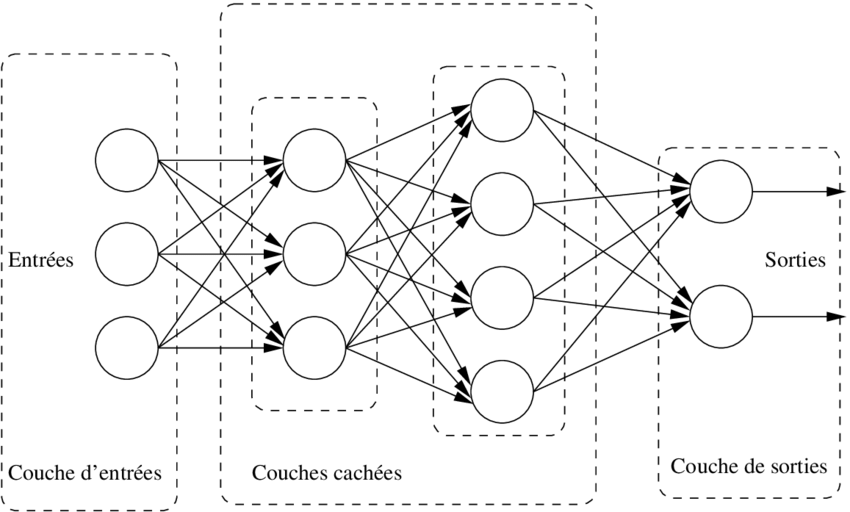 Entrées
Sorties
Couche d’entrées
Couches cachées
Couche de sorties